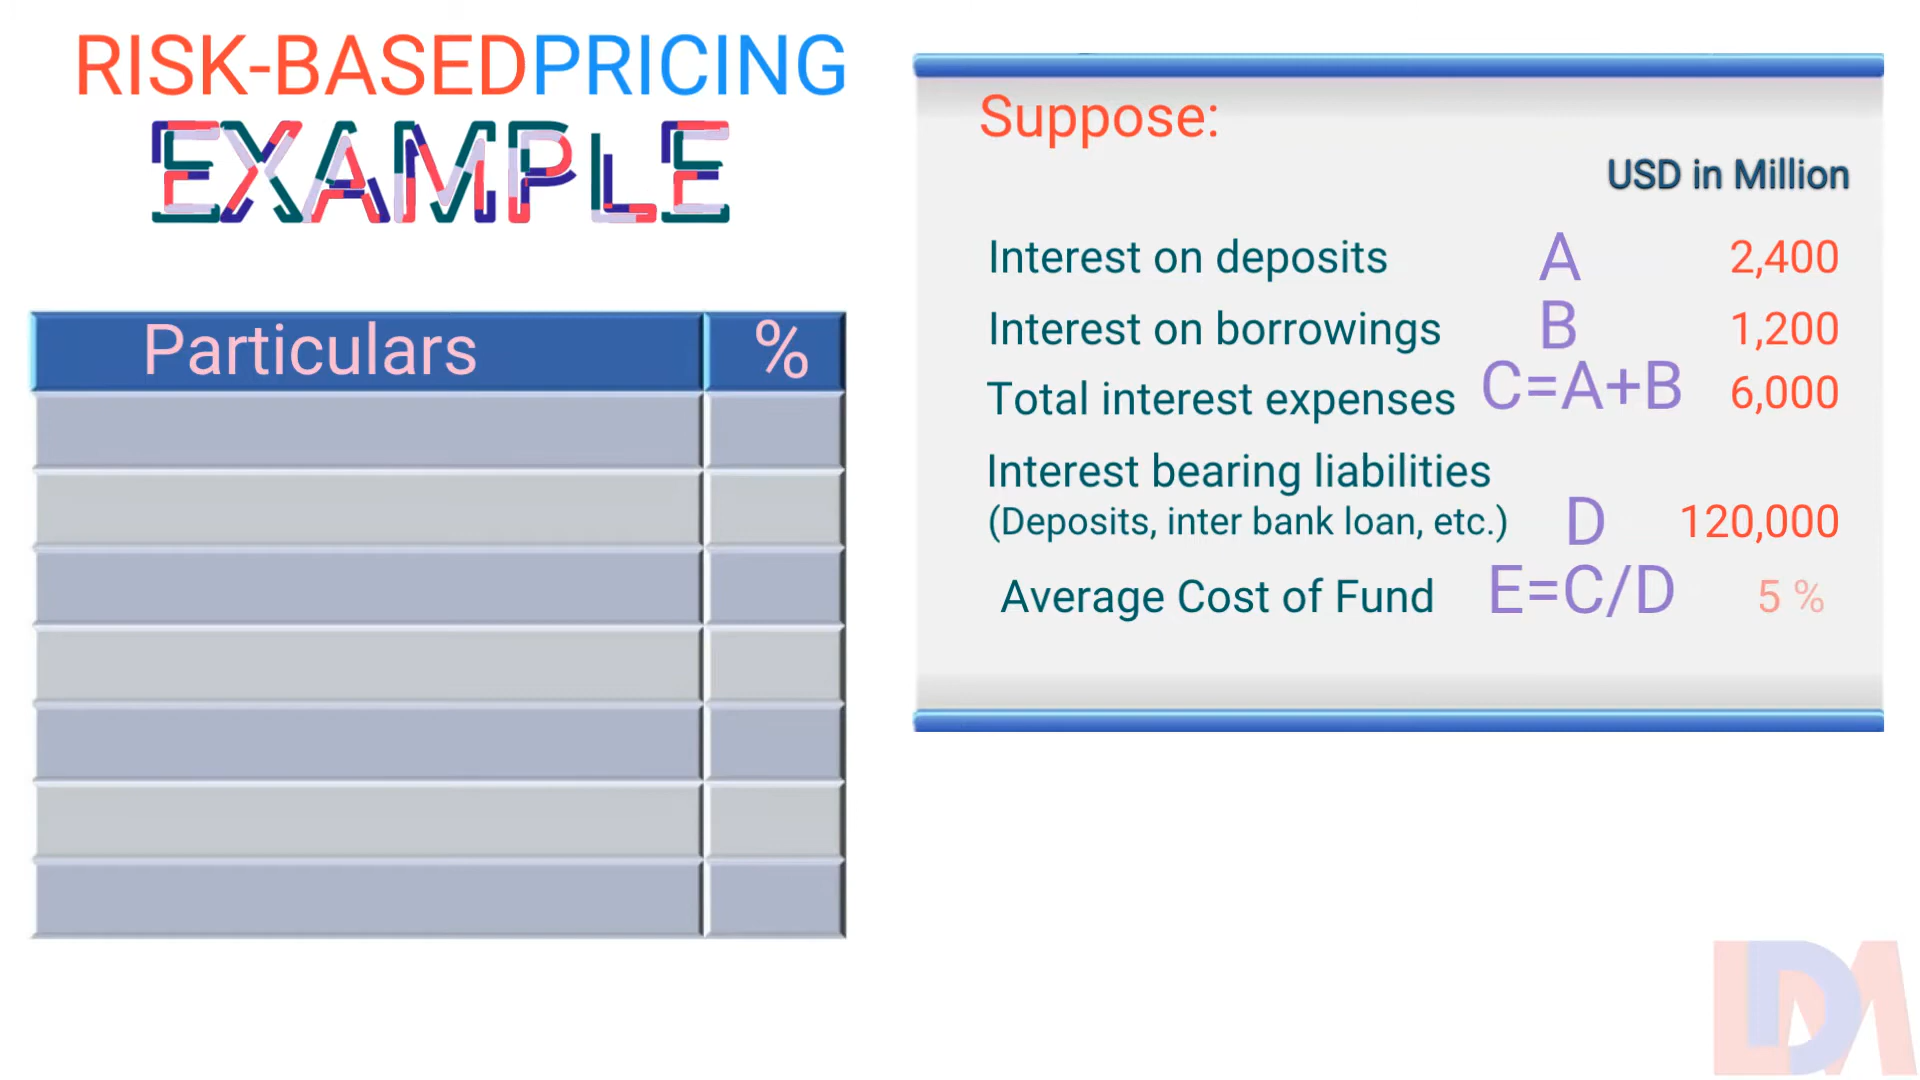 RISK-BASEDPRICING
EXAMPLE
Particulars %
Suppose:
USD in Million
Interest on deposits A 2,400
Interest on borrowings B 1,200
Total interest expenses C=A+B 6,000
Interest bearing liabilities
(Deposits, inter bank loan, etc.) D 120,000
Average Cost of Fund E=C/D 5 %
LDM